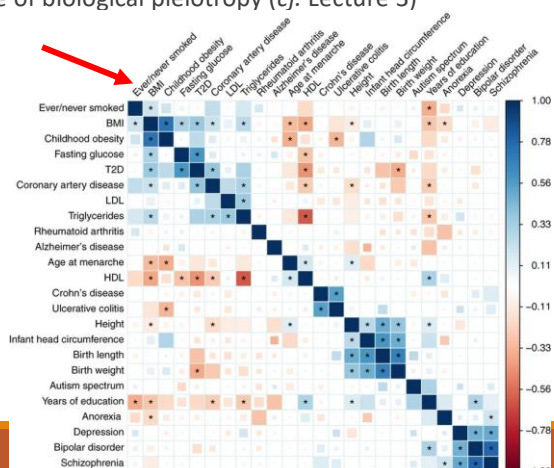 e of biological pleiotropy (cf. Lecture 3)
Ever/never smoked
BMI
Childhood obesity
Fasting glucose
T2D
Coronary artery disease
LDL
Triglycerides
Rheumatoid arthritis
Alzheimer's disease
Age at menarche
HDL
Crohn's disease
Ulcerative colitis
Height
Infant head circumference
Birth length
Birth weight
Autism spectrum
Years of education
Anorexia
Depression
Bipolar disorder
Schizophrenia
Ever/never smoked
BMI
Childhood obesity
Fasting glucose
T2D
Coronary artery disease
LDL
Triglycerides
Rheumatoid arthritis
Alzheimer's disease
Age at menarche
HDL
Crohn's disease
Ulcerative colitis
Height
Infant head circumference
Birth length
Birth weight
Autism spectrum
Years of education
Anorexia
Depression
Bipolar disorder
Schizophrenia
1.00
0.78
0.56
0.33
0.11
-0.11
-0.33
-0.56
-0.78